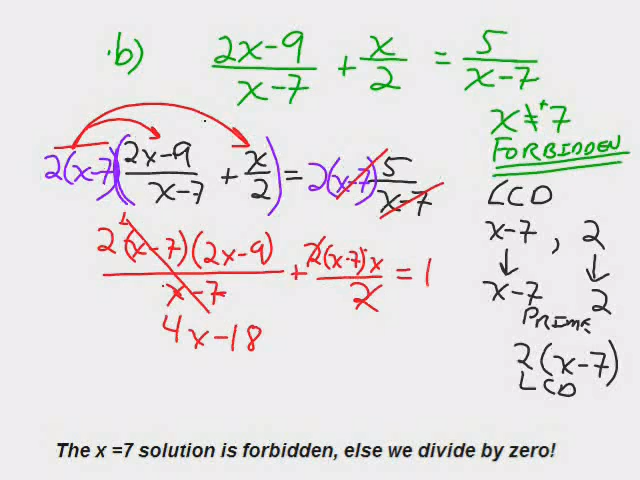 b) (2x-9)/(x-7) + x/2 = 5/(x-7)
x ≠ 7
FORBIDDEN
2(x-7)((2x-9)/(x-7) + x/2) = 2(x-7) 5/(x-7)
LCD
x-7 , 2
2(x-7)(2x-9)/(x-7) + 2(x-7)x/2 = 1
x-7 2
PRIME
4x-18
2(x-7)
LCD
The x =7 solution is forbidden, else we divide by zero!